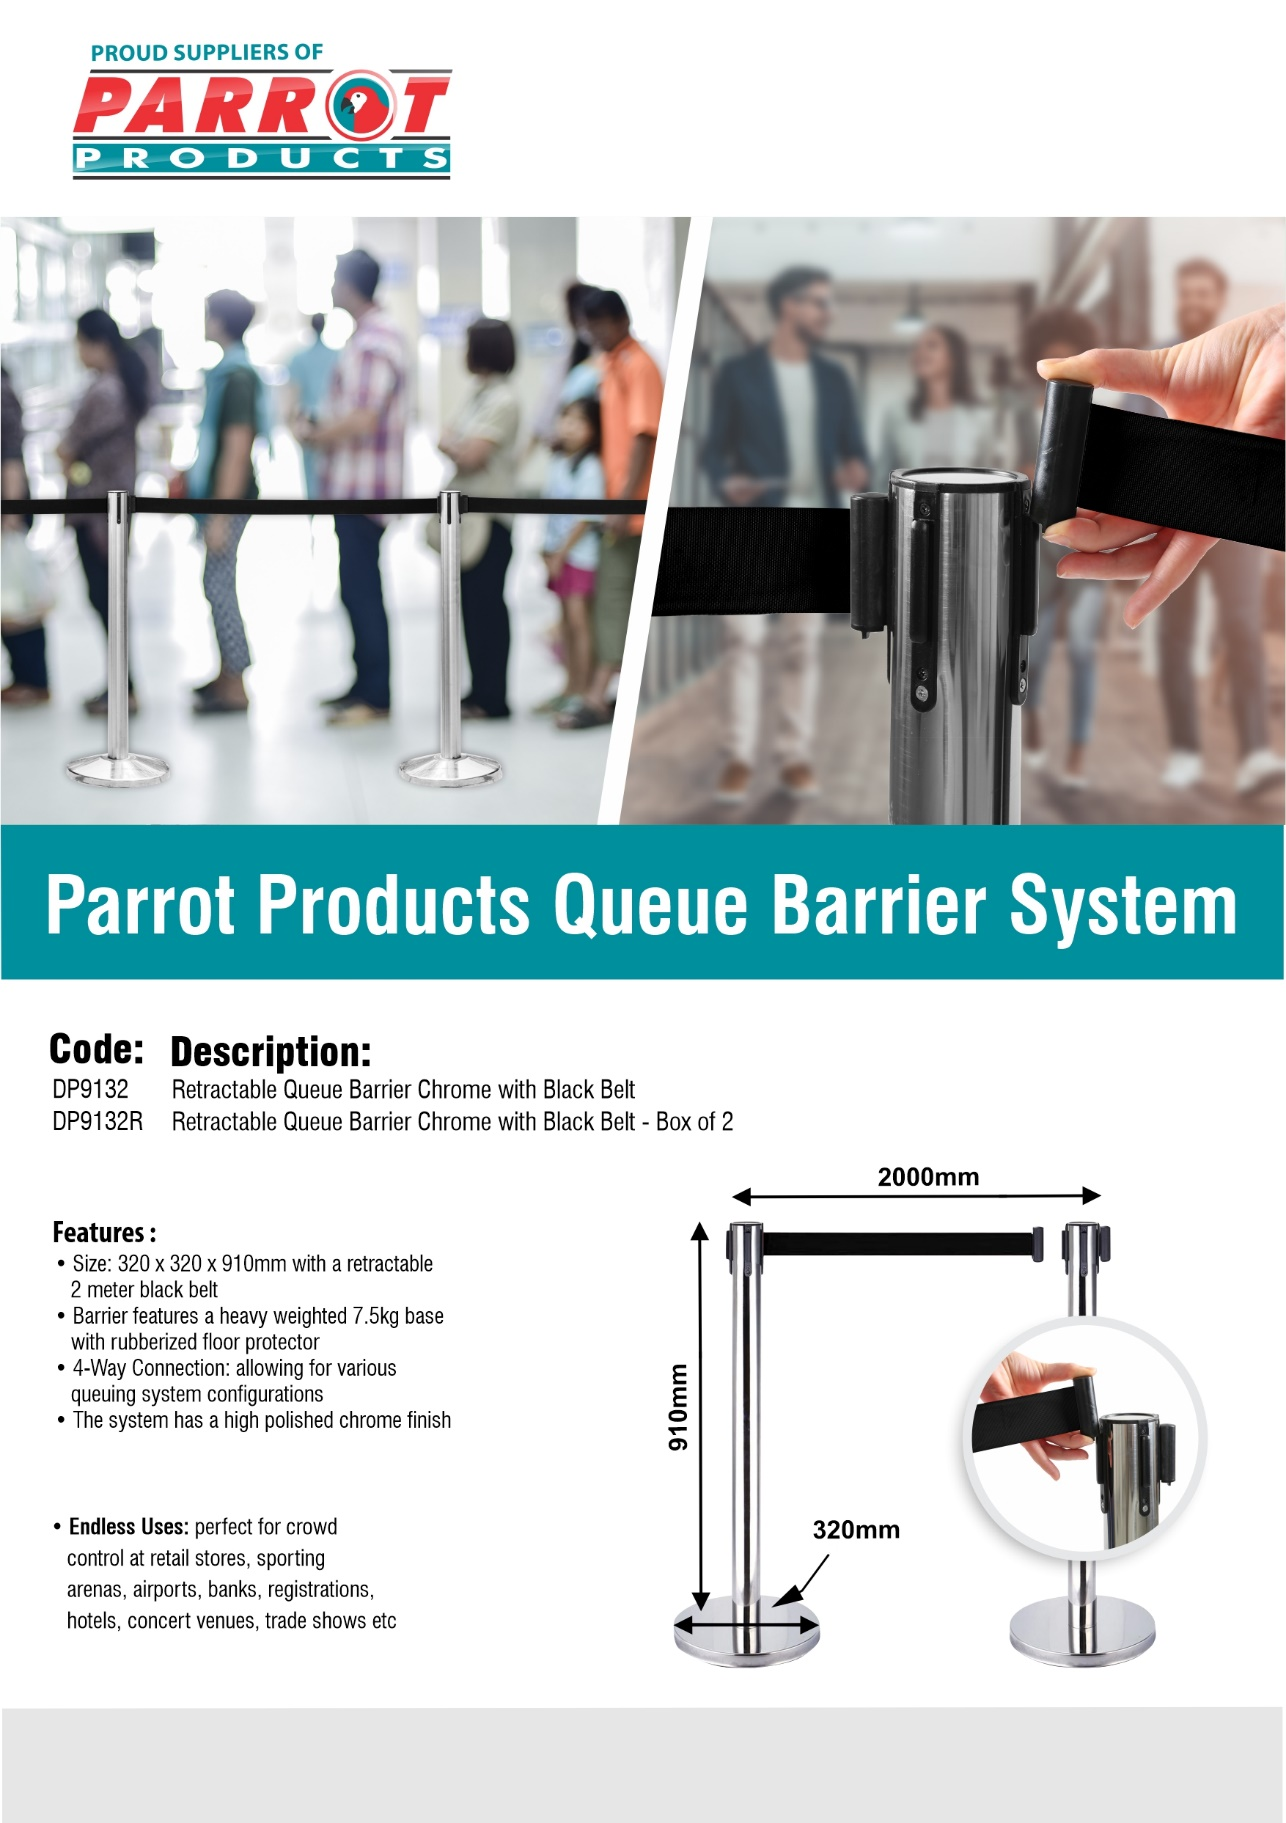 PROUD SUPPLIERS OF
PARROT
PRODUCTS
Parrot Products Queue Barrier System
Code: Description:
DP9132 Retractable Queue Barrier Chrome with Black Belt
DP9132R Retractable Queue Barrier Chrome with Black Belt - Box of 2
Features :
• Size: 320 x 320 x 910mm with a retractable
2 meter black belt
• Barrier features a heavy weighted 7.5kg base
with rubberized floor protector
• 4-Way Connection: allowing for various
queuing system configurations
• The system has a high polished chrome finish
• Endless Uses: perfect for crowd
control at retail stores, sporting
arenas, airports, banks, registrations,
hotels, concert venues, trade shows etc
2000mm
910mm
320mm